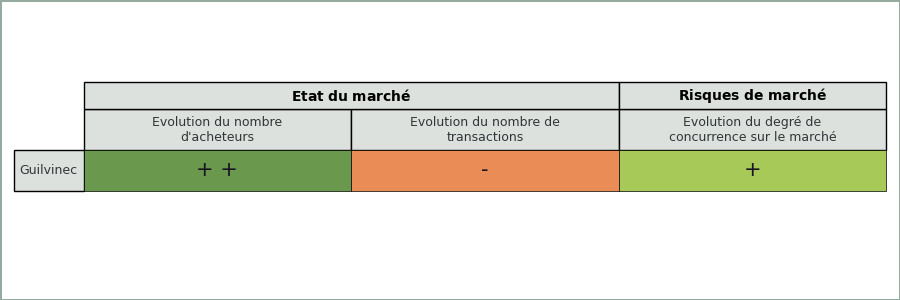 Etat du marché
Risques de marché
Evolution du nombre
d'acheteurs
Evolution du nombre de
transactions
Evolution du degré de
concurrence sur le marché
Guilvinec
+ +
-
+